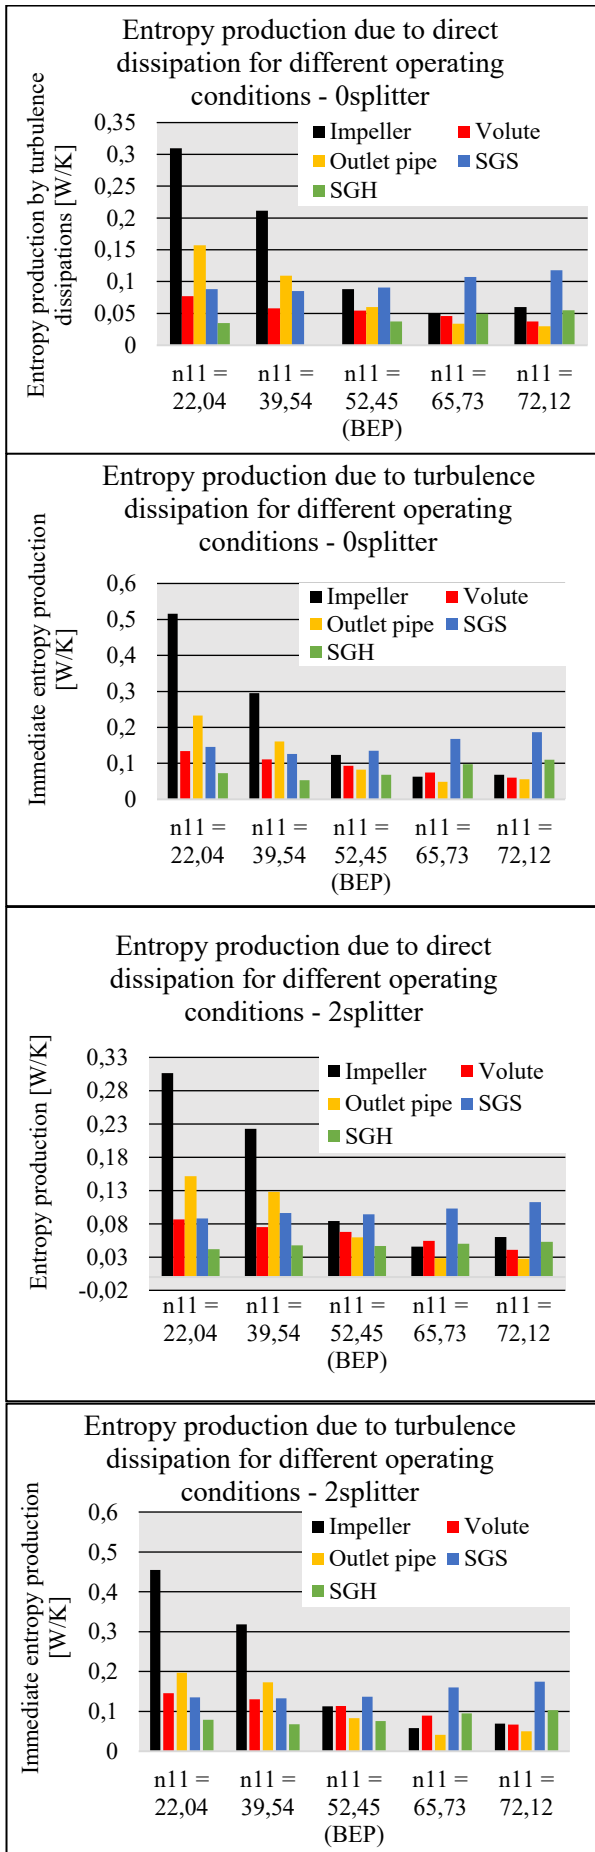 Entropy production due to direct
dissipation for different operating
conditions - 0splitter
Entropy production by turbulence
dissipations [W/K]
0,35
0,3
0,25
0,2
0,15
0,1
0,05
0
Impeller Volute
Outlet pipe SGS
SGH
n11 = n11 = n11 = n11 = n11 =
22,04 39,54 52,45 65,73 72,12
(BEP)
Entropy production due to turbulence
dissipation for different operating
conditions - 0splitter
Immediate entropy production
[W/K]
0,6
0,5
0,4
0,3
0,2
0,1
0
Impeller Volute
Outlet pipe SGS
SGH
n11 = n11 = n11 = n11 = n11 =
22,04 39,54 52,45 65,73 72,12
(BEP)
Entropy production due to direct
dissipation for different operating
conditions - 2splitter
Entropy production [W/K]
0,33
0,28
0,23
0,18
0,13
0,08
0,03
-0,02
Impeller Volute
Outlet pipe SGS
SGH
n11 = n11 = n11 = n11 = n11 =
22,04 39,54 52,45 65,73 72,12
(BEP)
Entropy production due to turbulence
dissipation for different operating
conditions - 2splitter
Immediate entropy production
[W/K]
0,6
0,5
0,4
0,3
0,2
0,1
0
Impeller Volute
Outlet pipe SGS
SGH
n11 = n11 = n11 = n11 = n11 =
22,04 39,54 52,45 65,73 72,12
(BEP)